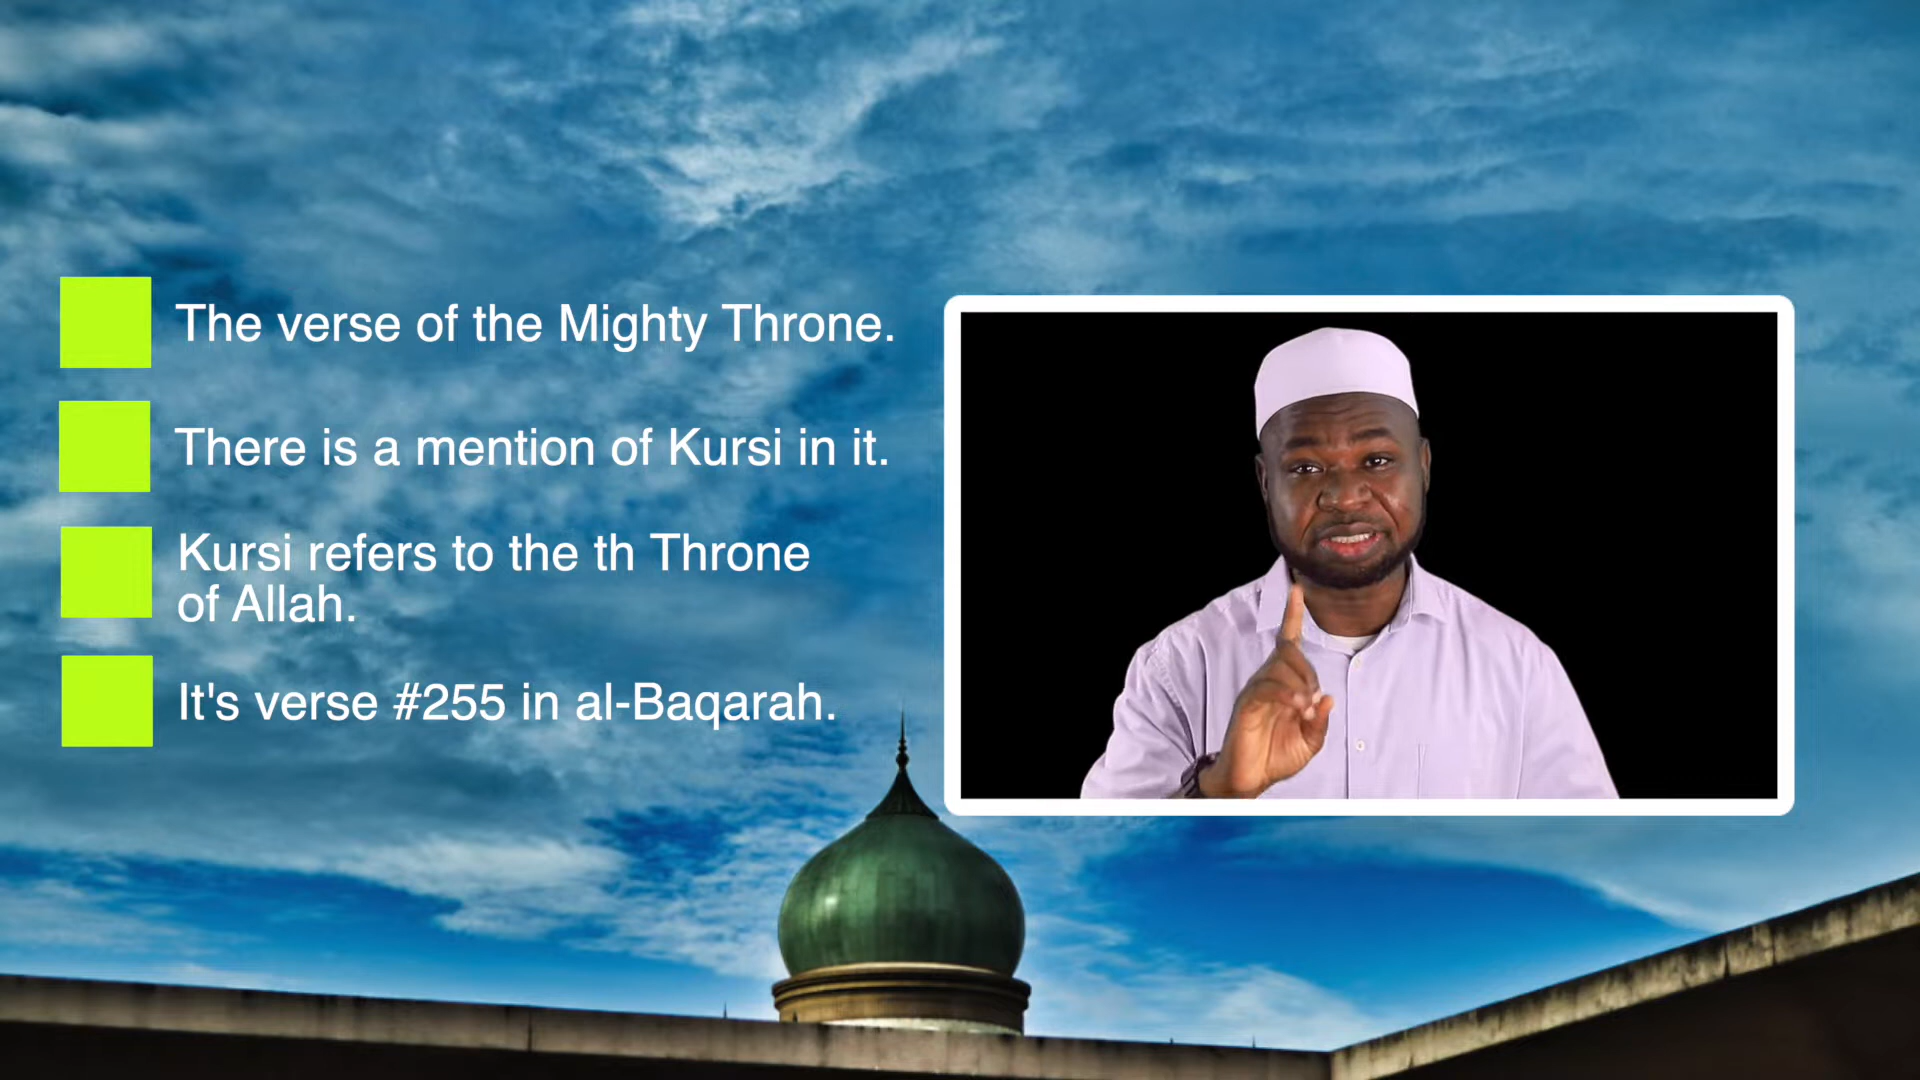 The verse of the Mighty Throne.
There is a mention of Kursi in it.
Kursi refers to the th Throne
of Allah.
It's verse #255 in al-Baqarah.